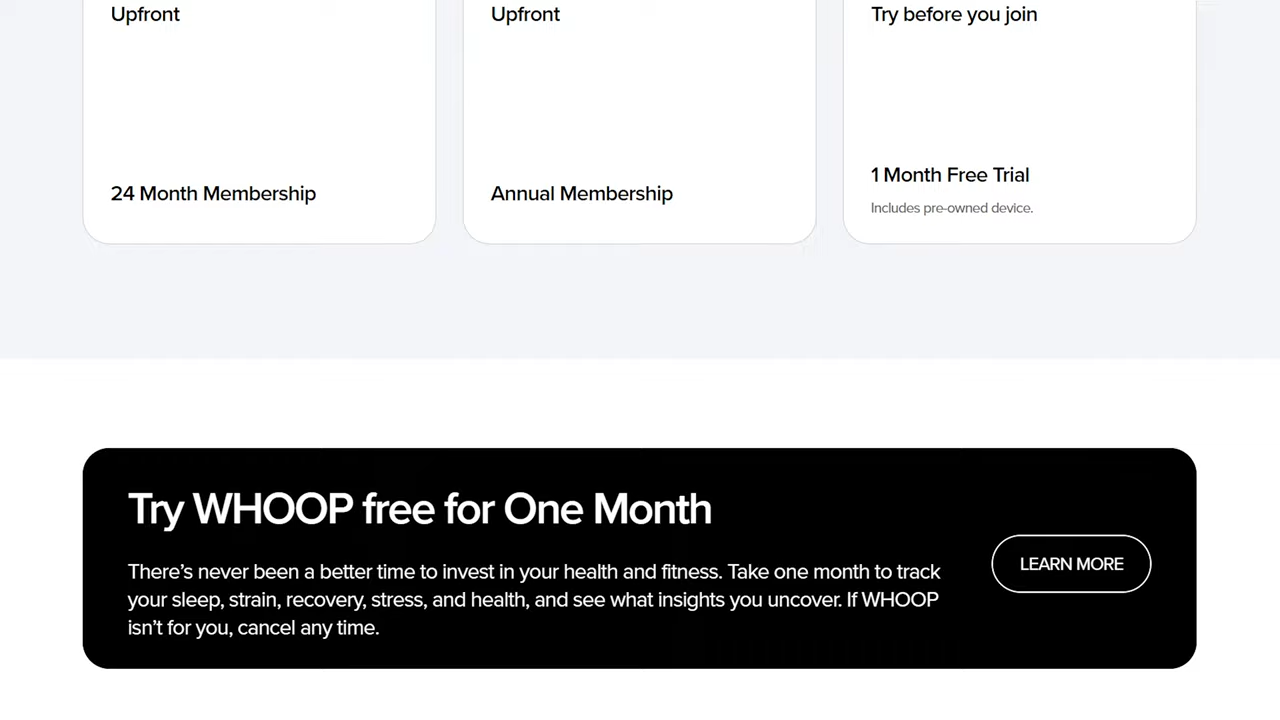 Upfront
Upfront
Try before you join
24 Month Membership
Annual Membership
1 Month Free Trial
Includes pre-owned device.
Try WHOOP free for One Month
There’s never been a better time to invest in your health and fitness. Take one month to track
your sleep, strain, recovery, stress, and health, and see what insights you uncover. If WHOOP
isn’t for you, cancel any time.
LEARN MORE